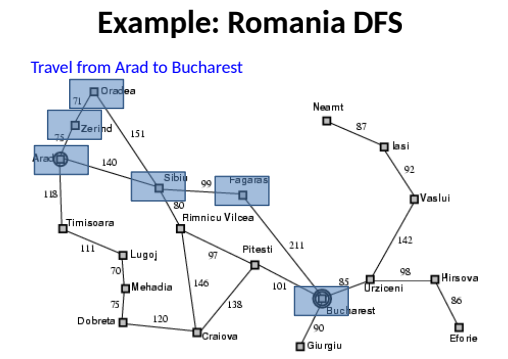 Example: Romania DFS
Travel from Arad to Bucharest
Oradea
71
Neamt
Zerind
87
75
151
Iasi
Arad
140
92
Sibiu
99
Fagaras
118
80
Vaslui
Timisoara
Rimnicu Vilcea
111
Lugoj
97
Pitesti
211
142
70
98
Hirsova
Mehadia
146
101
85
Urziceni
75
138
86
Bucharest
Dobreta
120
90
Craiova
Eforie
Giurgiu